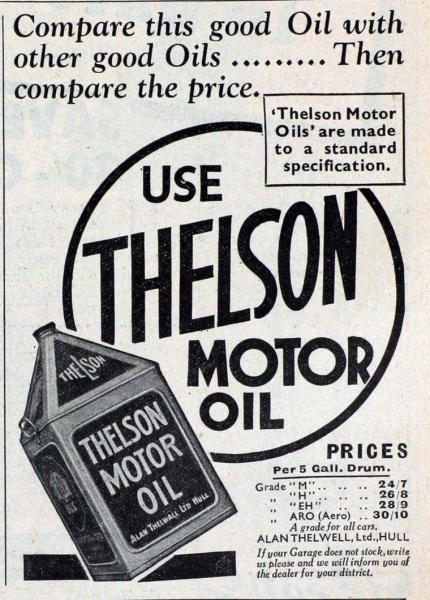 Compare this good Oil with
other good Oils ......... Then
compare the price.
'Thelson Motor
Oils' are made
to a standard
specification.
USE
THELSON
MOTOR
OIL
THELSON
THELSON
MOTOR
OIL
ALAN THELWALL LTD HULL
PRICES
Per 5 Gall. Drum.
Grade "M" .. .. .. 24/7
" "H" .. .. .. 26/8
" "EH" .. .. .. 28/9
" ARO (Aero) .. 30/10
A grade for all cars.
ALAN THELWELL, Ltd., HULL
If your Garage does not stock, write
us please and we will inform you of
the dealer for your district.